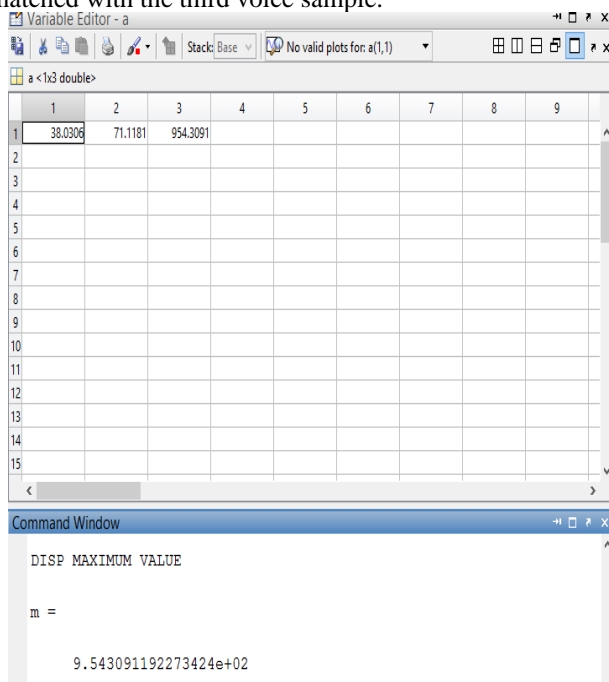 matched with the third voice sample.
Variable Editor - a
Stack: Base No valid plots for: a(1,1)
a <1x3 double>
1 2 3 4 5 6 7 8 9
1 38.0306 71.1181 954.3091
2
3
4
5
6
7
8
9
10
11
12
13
14
15
Command Window
DISP MAXIMUM VALUE
m =
9.543091192273424e+02